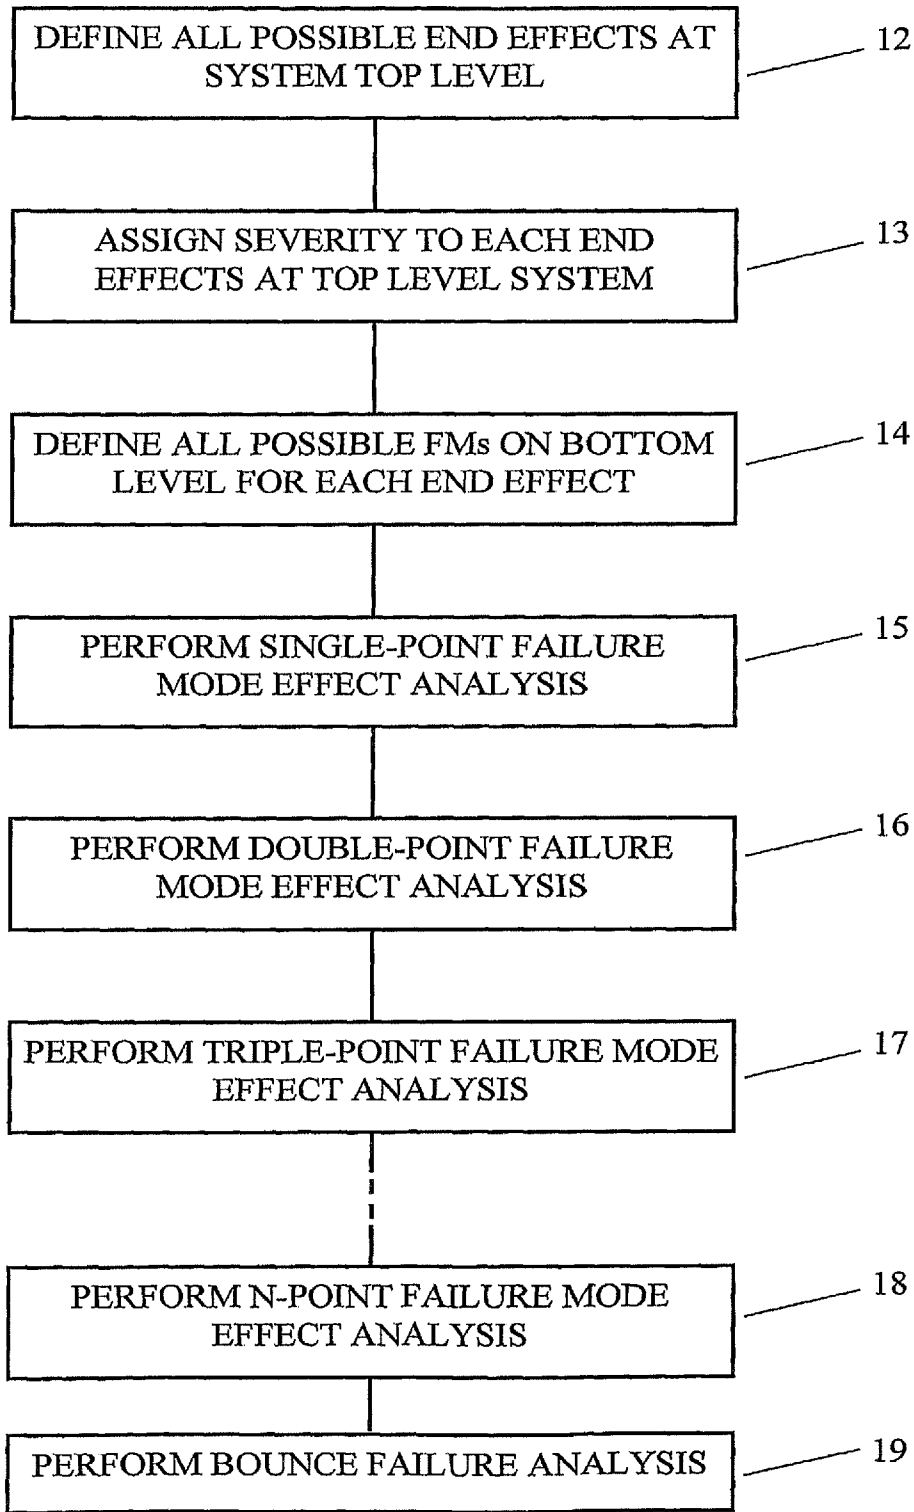 DEFINE ALL POSSIBLE END EFFECTS AT
SYSTEM TOP LEVEL
12
ASSIGN SEVERITY TO EACH END
EFFECTS AT TOP LEVEL SYSTEM
13
DEFINE ALL POSSIBLE FMs ON BOTTOM
LEVEL FOR EACH END EFFECT
14
PERFORM SINGLE-POINT FAILURE
MODE EFFECT ANALYSIS
15
PERFORM DOUBLE-POINT FAILURE
MODE EFFECT ANALYSIS
16
PERFORM TRIPLE-POINT FAILURE MODE
EFFECT ANALYSIS
17
PERFORM N-POINT FAILURE MODE
EFFECT ANALYSIS
18
PERFORM BOUNCE FAILURE ANALYSIS
19